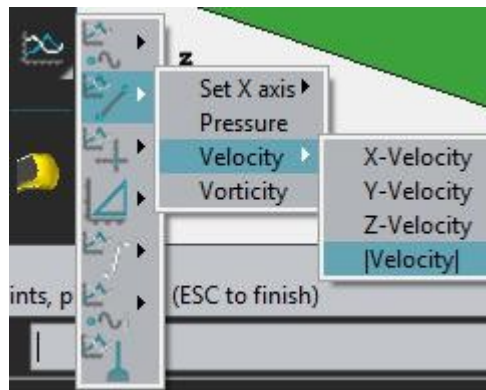 z
Set X axis
Pressure
Velocity
Vorticity
X-Velocity
Y-Velocity
Z-Velocity
|Velocity|
ints, p
(ESC to finish)